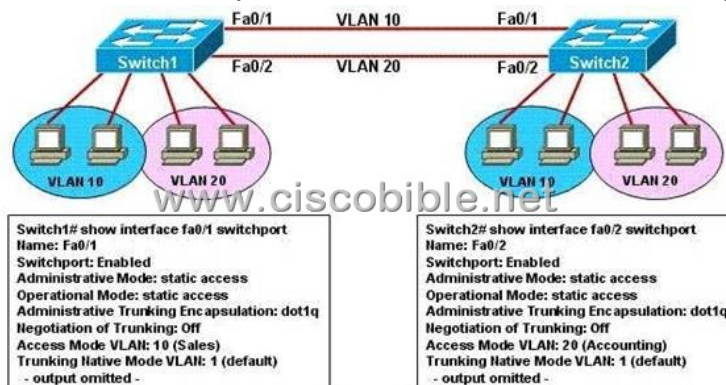 Fa0/1 VLAN 10 Fa0/1
Switch1 Switch2
Fa0/2 VLAN 20 Fa0/2
VLAN 10 VLAN 20 VLAN 10 VLAN 20
www.ciscobible.net
Switch1# show interface fa0/1 switchport
Name: Fa0/1
Switchport: Enabled
Administrative Mode: static access
Operational Mode: static access
Administrative Trunking Encapsulation: dot1q
Negotiation of Trunking: Off
Access Mode VLAN: 10 (Sales)
Trunking Native Mode VLAN: 1 (default)
- output omitted -
Switch2# show interface fa0/2 switchport
Name: Fa0/2
Switchport: Enabled
Administrative Mode: static access
Operational Mode: static access
Administrative Trunking Encapsulation: dot1q
Negotiation of Trunking: Off
Access Mode VLAN: 20 (Accounting)
Trunking Native Mode VLAN: 1 (default)
- output omitted -